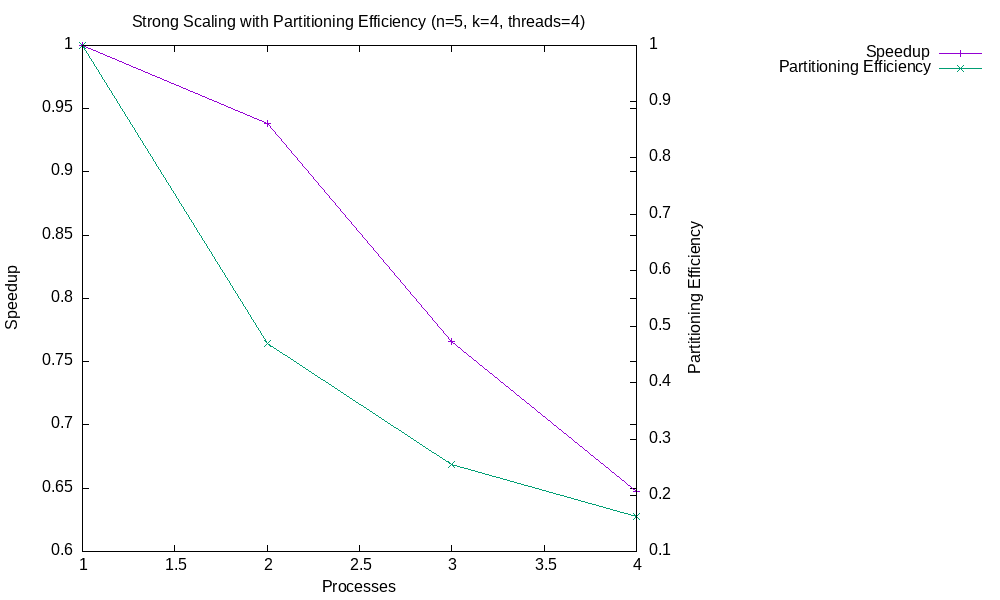 Strong Scaling with Partitioning Efficiency (n=5, k=4, threads=4)
Speedup
Partitioning Efficiency
1
0.95
0.9
0.85
0.8
0.75
0.7
0.65
0.6
Speedup
1
0.9
0.8
0.7
0.6
0.5
0.4
0.3
0.2
0.1
Partitioning Efficiency
1 1.5 2 2.5 3 3.5 4
Processes